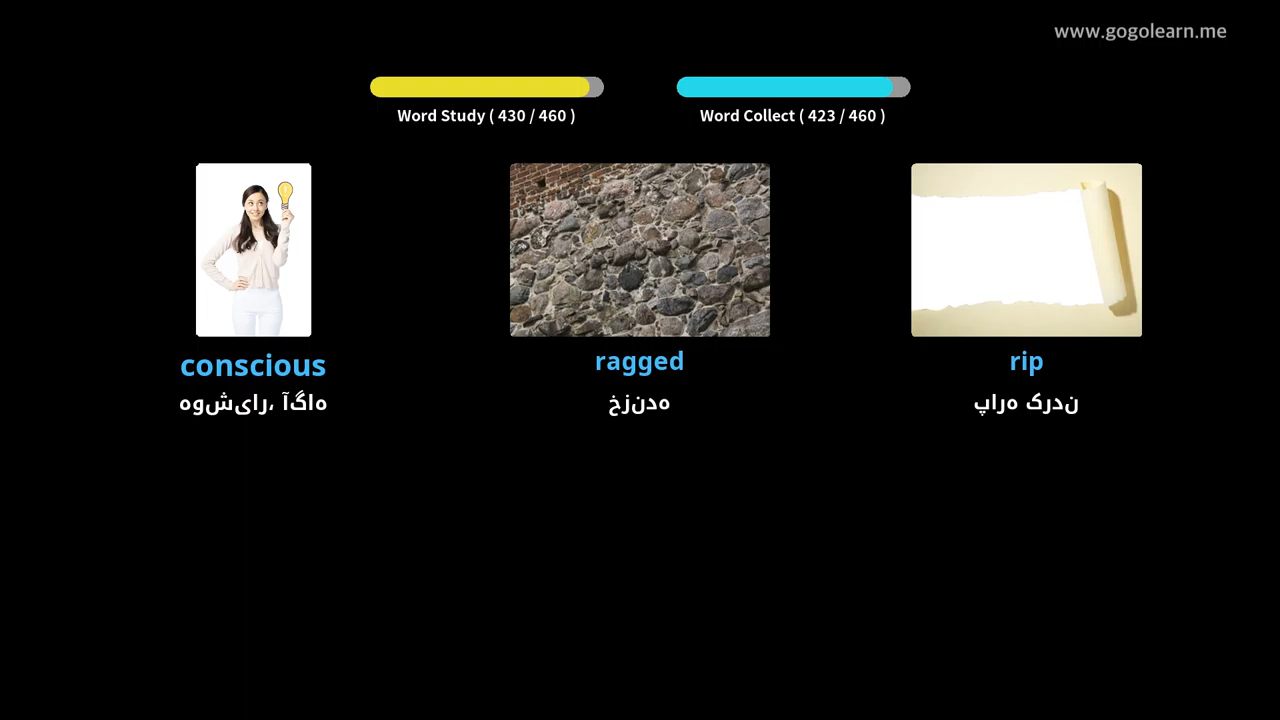 www.gogolearn.me
Word Study ( 430 / 460 )
Word Collect ( 423 / 460 )
conscious
هوشیار، آگاه
ragged
خزنده
rip
پاره کردن